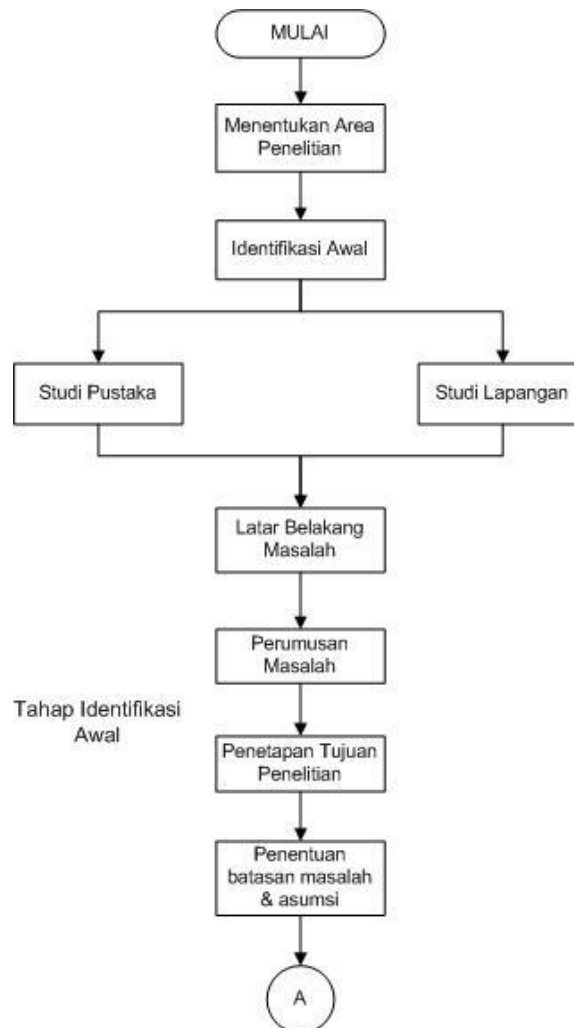 MULAI
Menentukan Area
Penelitian
Identifikasi Awal
Studi Pustaka
Studi Lapangan
Latar Belakang
Masalah
Perumusan
Masalah
Tahap Identifikasi
Awal
Penetapan Tujuan
Penelitian
Penentuan
batasan masalah
& asumsi
A